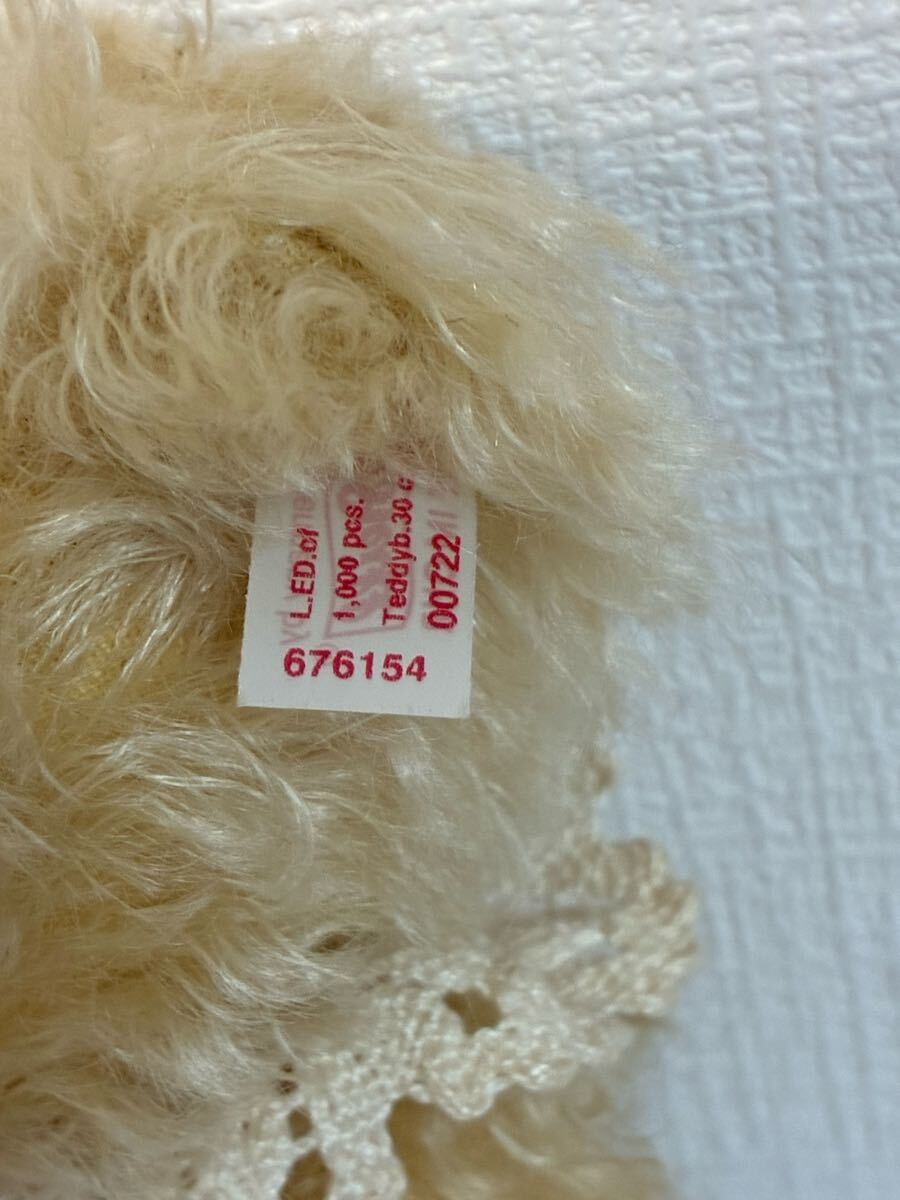 L.ED.of
1,000 pcs.
Teddyb.30 c
00722
676154